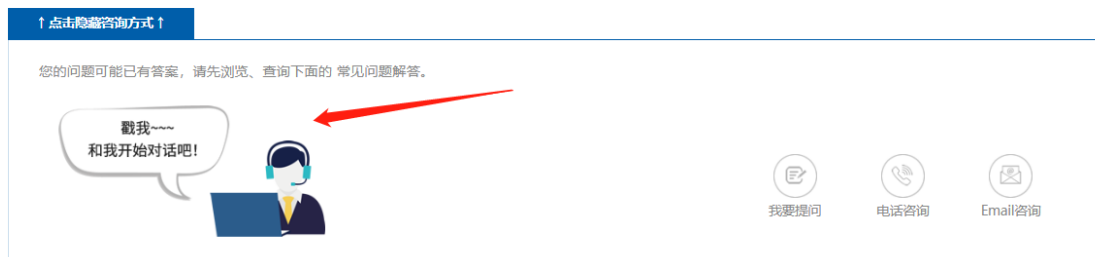 ↑点击隐藏咨询方式↑
您的问题可能已有答案，请先浏览、查询下面的 常见问题解答。
戳我~~~
和我开始对话吧!
我要提问
电话咨询
Email咨询